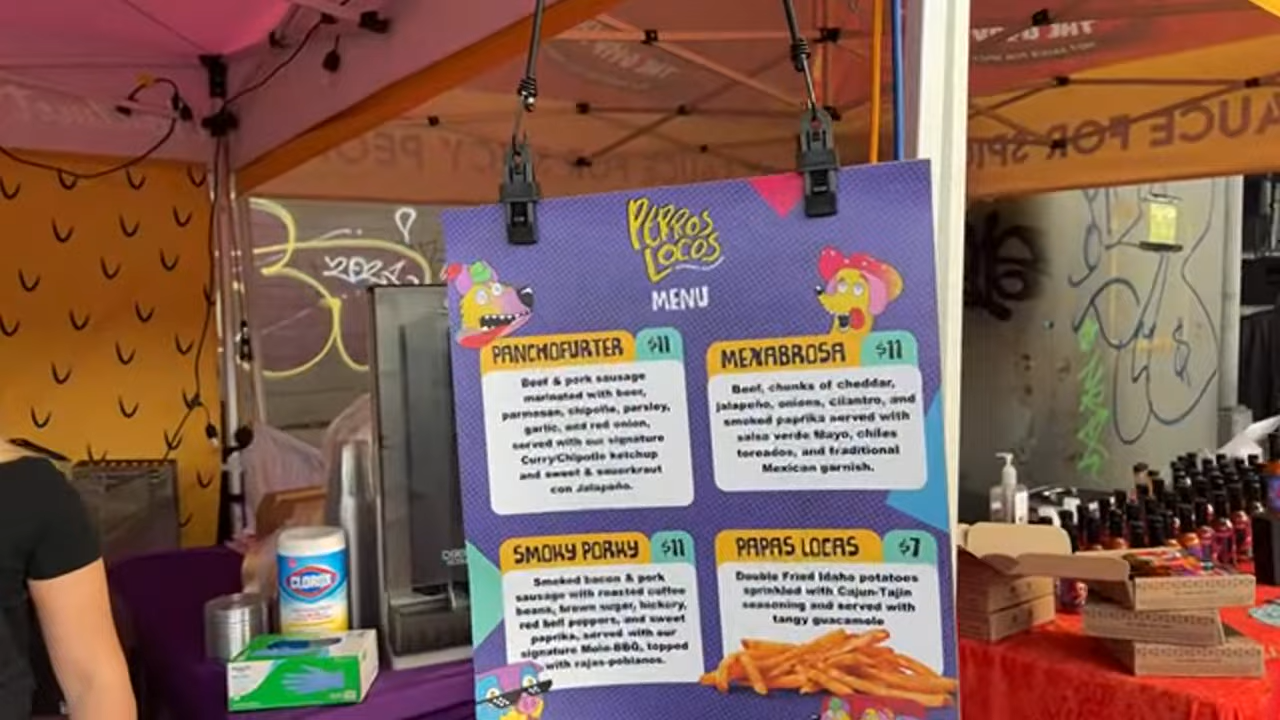 SAUCE FOR SPICY PEO
PERROS
LOCOS
MENU
2021
PANCHOFURTER $11
Beef & pork sausage
marinated with beer,
parmesan, chipotle, parsley,
garlic, and red onion,
served with our signature
Curry/Chipotle ketchup
and sweet & sauerkraut
con Jalapeño.
MEXABROSA $11
Beef, chunks of cheddar,
jalapeño, onions, cilantro, and
smoked paprika served with
salsa verde Mayo, chiles
toreados, and traditional
Mexican garnish.
SMOKY PORKY $11
Smoked bacon & pork
sausage with roasted coffee
beans, brown sugar, hickory,
red bell peppers, and sweet
paprika, served with our
signature Mole-BBQ, topped
with rajas-poblanos.
PAPAS LOCAS $7
Double Fried Idaho potatoes
sprinkled with Cajun-Tajin
seasoning and served with
tangy guacamole
CLOROX